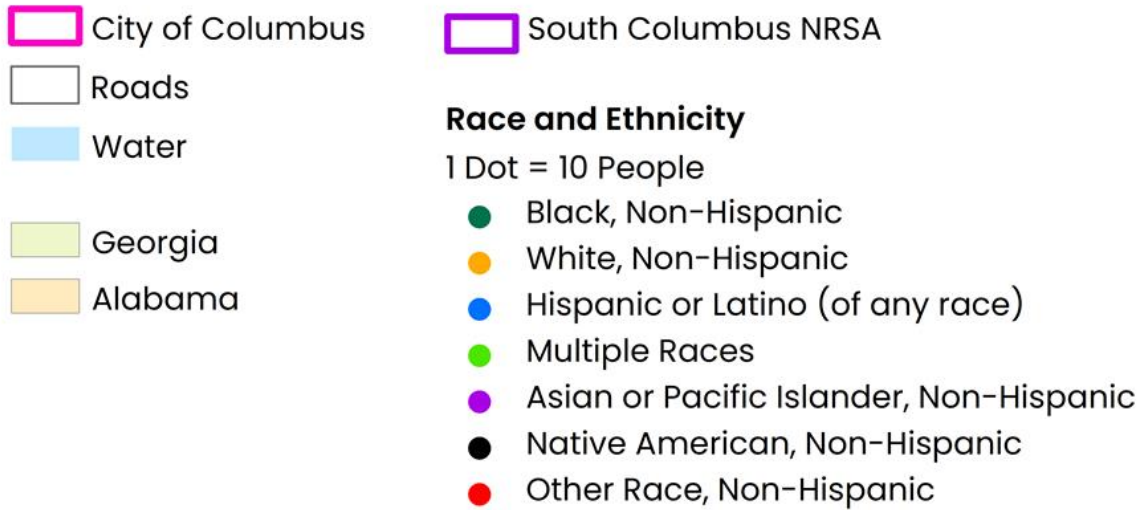 City of Columbus
Roads
Water
Georgia
Alabama
South Columbus NRSA
Race and Ethnicity
1 Dot = 10 People
Black, Non-Hispanic
White, Non-Hispanic
Hispanic or Latino (of any race)
Multiple Races
Asian or Pacific Islander, Non-Hispanic
Native American, Non-Hispanic
Other Race, Non-Hispanic